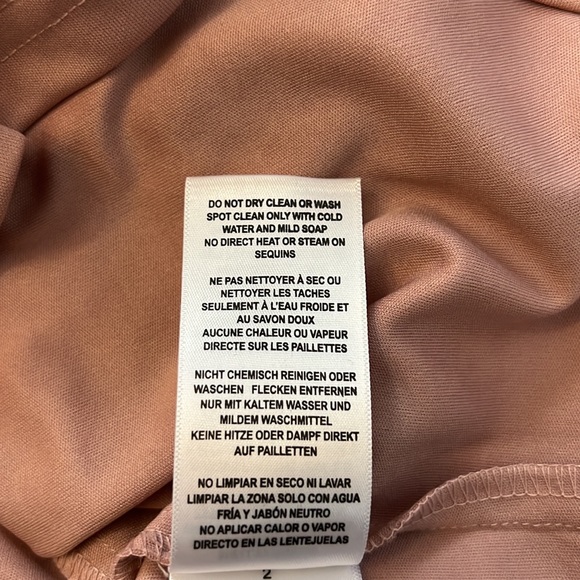 DO NOT DRY CLEAN OR WASH
SPOT CLEAN ONLY WITH COLD
WATER AND MILD SOAP
NO DIRECT HEAT OR STEAM ON
SEQUINS
NE PAS NETTOYER À SEC OU
NETTOYER LES TACHES
SEULEMENT À L'EAU FROIDE ET
AU SAVON DOUX
AUCUNE CHALEUR OU VAPEUR
DIRECTE SUR LES PAILLETTES
NICHT CHEMISCH REINIGEN ODER
WASCHEN FLECKEN ENTFERNEN
NUR MIT KALTEM WASSER UND
MILDEM WASCHMITTEL
KEINE HITZE ODER DAMPF DIREKT
AUF PAILLETTEN
NO LIMPIAR EN SECO NI LAVAR
LIMPIAR LA ZONA SOLO CON AGUA
FRÍA Y JABÓN NEUTRO
NO APLICAR CALOR O VAPOR
DIRECTO EN LAS LENTEJUELAS
2